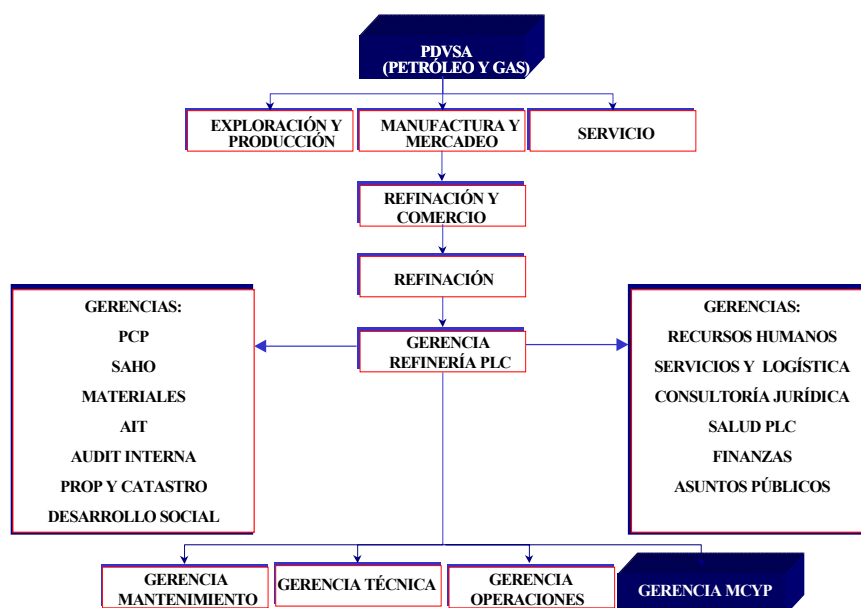 PDVSA
(PETRÓLEO Y GAS)
EXPLORACIÓN Y
PRODUCCIÓN
MANUFACTURA Y
MERCADEO
SERVICIO
REFINACIÓN Y
COMERCIO
REFINACIÓN
GERENCIA
REFINERÍA PLC
GERENCIAS:
PCP
SAHO
MATERIALES
AIT
AUDIT INTERNA
PROP Y CATASTRO
DESARROLLO SOCIAL
GERENCIAS:
RECURSOS HUMANOS
SERVICIOS Y LOGÍSTICA
CONSULTORÍA JURÍDICA
SALUD PLC
FINANZAS
ASUNTOS PÚBLICOS
GERENCIA
MANTENIMIENTO
GERENCIA TÉCNICA
GERENCIA
OPERACIONES
GERENCIA MCYP